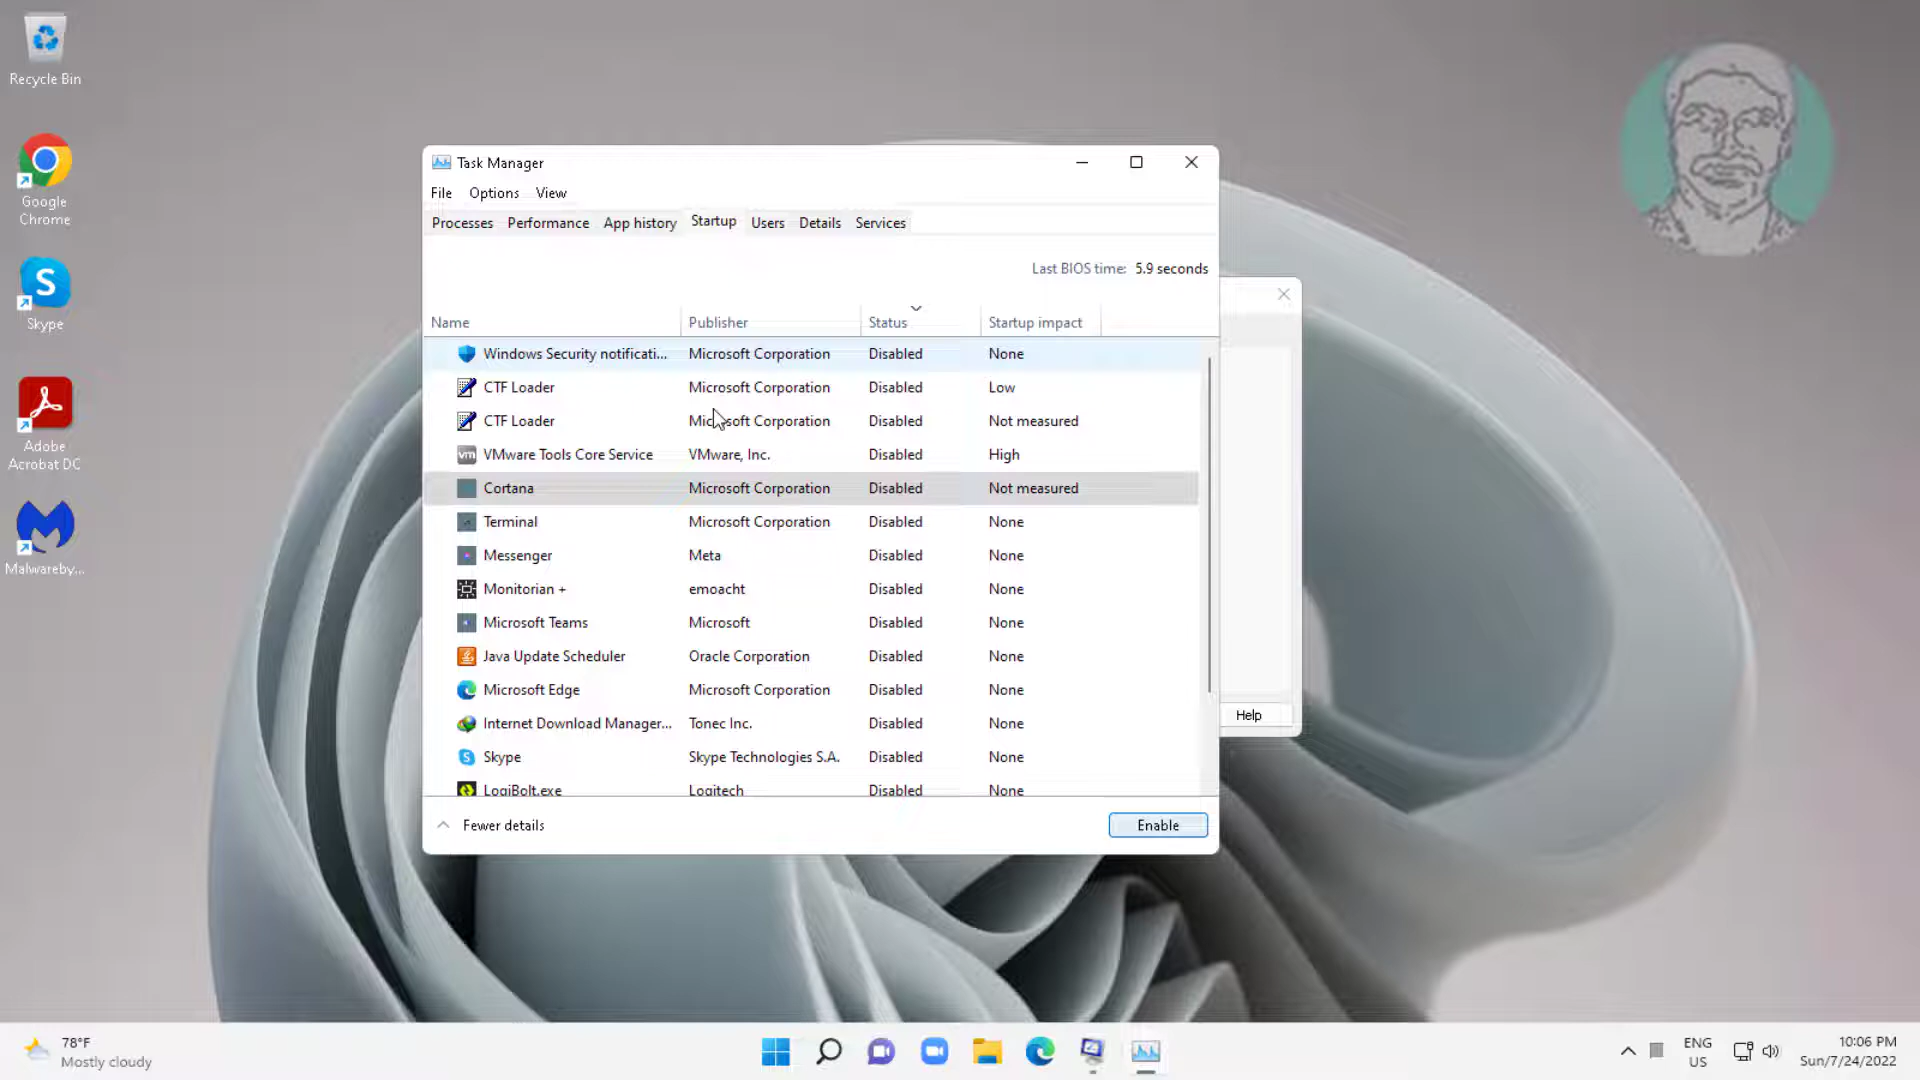 Recycle Bin
Google
Chrome
Skype
Adobe
Acrobat DC
Malwareby...
Task Manager
File Options View
Processes Performance App history Startup Users Details Services
Last BIOS time: 5.9 seconds
Name Publisher Status Startup impact
Windows Security notificati... Microsoft Corporation Disabled None
CTF Loader Microsoft Corporation Disabled Low
CTF Loader Microsoft Corporation Disabled Not measured
vm VMware Tools Core Service VMware, Inc. Disabled High
Cortana Microsoft Corporation Disabled Not measured
Terminal Microsoft Corporation Disabled None
Messenger Meta Disabled None
Monitorian + emoacht Disabled None
Microsoft Teams Microsoft Disabled None
Java Update Scheduler Oracle Corporation Disabled None
Microsoft Edge Microsoft Corporation Disabled None
Internet Download Manager... Tonec Inc. Disabled None
Skype Skype Technologies S.A. Disabled None
LogiBolt.exe Logitech Disabled None
Fewer details Enable
Help
78°F
Mostly cloudy
ENG
US
10:06 PM
Sun/7/24/2022